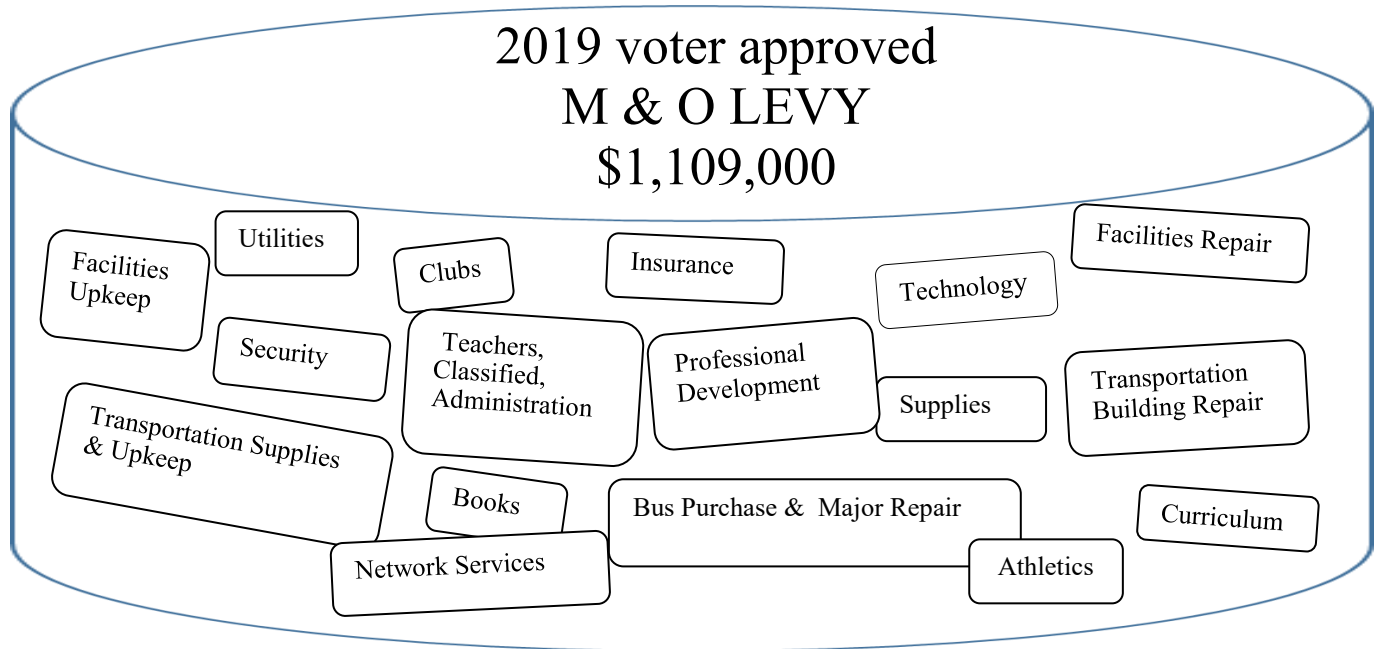 2019 voter approved
M & O LEVY
$1,109,000
Utilities
Facilities Repair
Facilities
Upkeep
Clubs
Insurance
Technology
Security
Teachers,
Classified,
Administration
Professional
Development
Supplies
Transportation
Building Repair
Transportation Supplies
& Upkeep
Books
Bus Purchase &  Major Repair
Curriculum
Network Services
Athletics